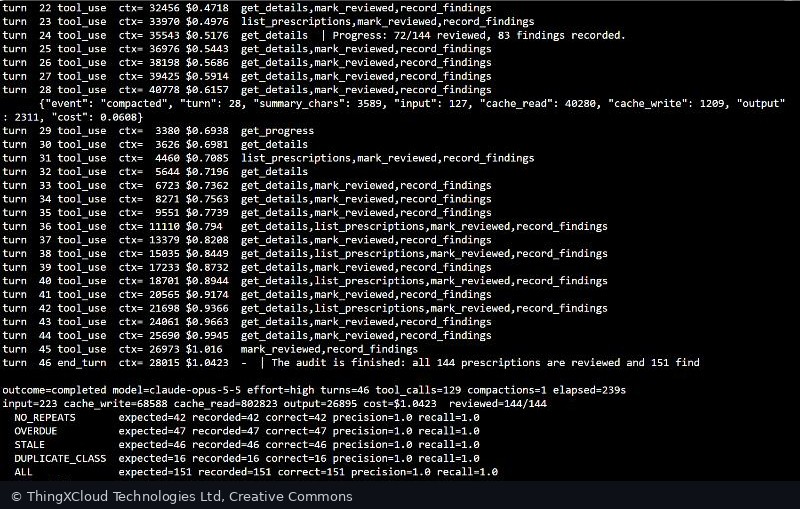 turn  22 tool_use  ctx= 32456 $0.4718  get_details,mark_reviewed,record_findings
turn  23 tool_use  ctx= 33970 $0.4976  list_prescriptions,mark_reviewed,record_findings
turn  24 tool_use  ctx= 35543 $0.5176  get_details  | Progress: 72/144 reviewed, 83 findings recorded.
turn  25 tool_use  ctx= 36976 $0.5443  get_details,mark_reviewed,record_findings
turn  26 tool_use  ctx= 38198 $0.5686  get_details,mark_reviewed,record_findings
turn  27 tool_use  ctx= 39425 $0.5914  get_details,mark_reviewed,record_findings
turn  28 tool_use  ctx= 40778 $0.6157  get_details,mark_reviewed,record_findings
{"event": "compacted", "turn": 28, "summary_chars": 3589, "input": 127, "cache_read": 40280, "cache_write": 1209, "output"
: 2311, "cost": 0.0608}
turn  29 tool_use  ctx=  3380 $0.6938  get_progress
turn  30 tool_use  ctx=  3626 $0.6981  get_details
turn  31 tool_use  ctx=  4460 $0.7085  list_prescriptions,mark_reviewed,record_findings
turn  32 tool_use  ctx=  5644 $0.7196  get_details
turn  33 tool_use  ctx=  6723 $0.7362  get_details,mark_reviewed,record_findings
turn  34 tool_use  ctx=  8271 $0.7563  get_details,mark_reviewed,record_findings
turn  35 tool_use  ctx=  9551 $0.7739  get_details,mark_reviewed,record_findings
turn  36 tool_use  ctx= 11110 $0.794  get_details,list_prescriptions,mark_reviewed,record_findings
turn  37 tool_use  ctx= 13379 $0.8208  get_details,mark_reviewed,record_findings
turn  38 tool_use  ctx= 15035 $0.8449  get_details,list_prescriptions,mark_reviewed,record_findings
turn  39 tool_use  ctx= 17233 $0.8732  get_details,mark_reviewed,record_findings
turn  40 tool_use  ctx= 18701 $0.8944  get_details,list_prescriptions,mark_reviewed,record_findings
turn  41 tool_use  ctx= 20565 $0.9174  get_details,mark_reviewed,record_findings
turn  42 tool_use  ctx= 21698 $0.9366  get_details,list_prescriptions,mark_reviewed,record_findings
turn  43 tool_use  ctx= 24061 $0.9663  get_details,mark_reviewed,record_findings
turn  44 tool_use  ctx= 25690 $0.9945  get_details,mark_reviewed,record_findings
turn  45 tool_use  ctx= 26973 $1.016  mark_reviewed,record_findings
turn  46 end_turn  ctx= 28015 $1.0423  -  | The audit is finished: all 144 prescriptions are reviewed and 151 find
outcome=completed model=claude-opus-5-5 effort=high turns=46 tool_calls=129 compactions=1 elapsed=239s
input=223 cache_write=68588 cache_read=802823 output=26895 cost=$1.0423  reviewed=144/144
NO_REPEATS       expected=42 recorded=42 correct=42 precision=1.0 recall=1.0
OVERDUE          expected=47 recorded=47 correct=47 precision=1.0 recall=1.0
STALE            expected=46 recorded=46 correct=46 precision=1.0 recall=1.0
DUPLICATE_CLASS  expected=16 recorded=16 correct=16 precision=1.0 recall=1.0
ALL              expected=151 recorded=151 correct=151 precision=1.0 recall=1.0
© ThingXCloud Technologies Ltd, Creative Commons